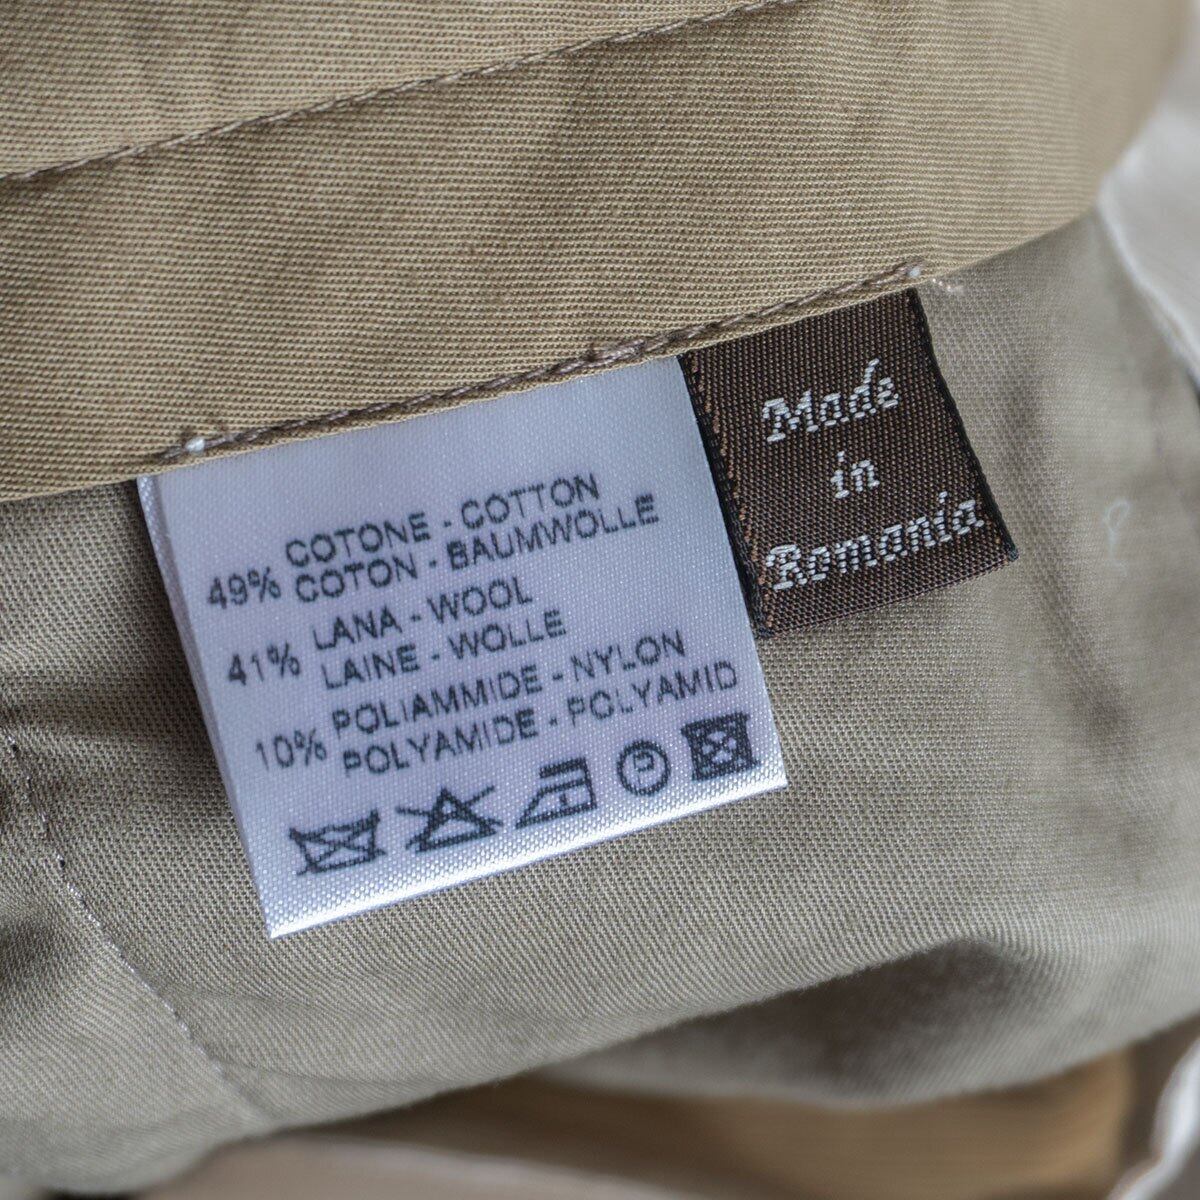 COTONE - COTTON
49% COTON - BAUMWOLLE
LANA - WOOL
41% LAINE - WOLLE
POLIAMMIDE - NYLON
10% POLYAMIDE - POLYAMID
Made
in
Romania